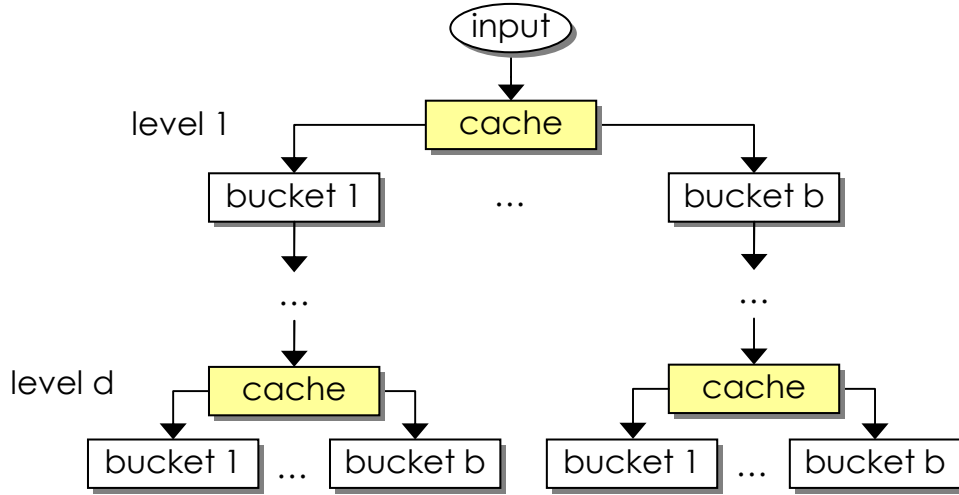 input
level 1
cache
bucket 1
...
bucket b
...
...
level d
cache
cache
bucket 1
...
bucket b
bucket 1
...
bucket b